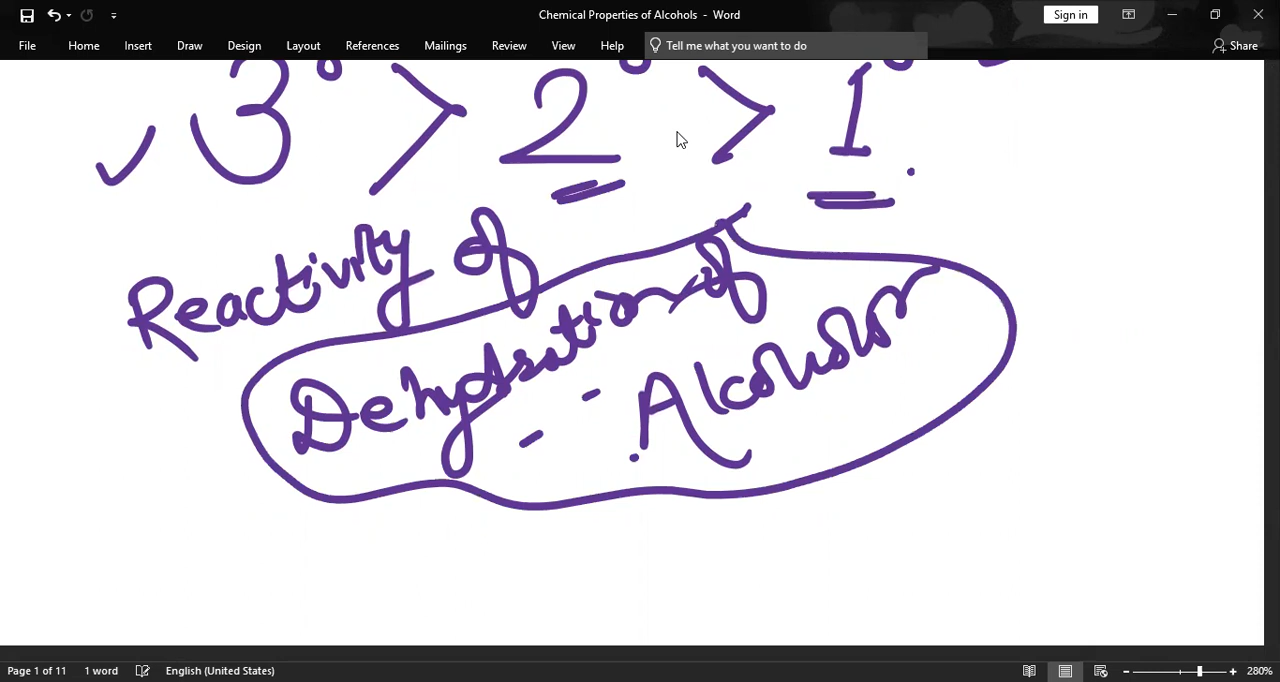 Chemical Properties of Alcohols - Word
Sign in
File Home Insert Draw Design Layout References Mailings Review View Help Tell me what you want to do Share
3° > 2° > 1°
Reactivity of
Dehydration of
Alcohols
Page 1 of 11 1 word English (United States) 280%